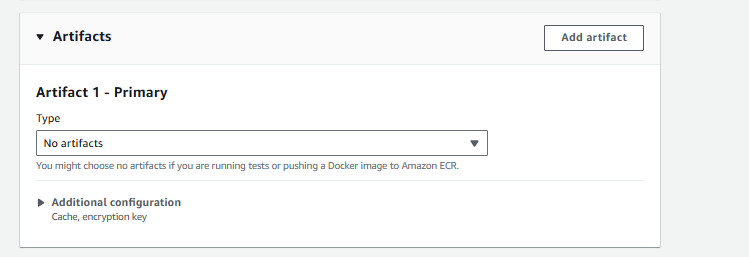 Artifacts
Add artifact
Artifact 1 - Primary
Type
No artifacts
You might choose no artifacts if you are running tests or pushing a Docker image to Amazon ECR.
Additional configuration
Cache, encryption key